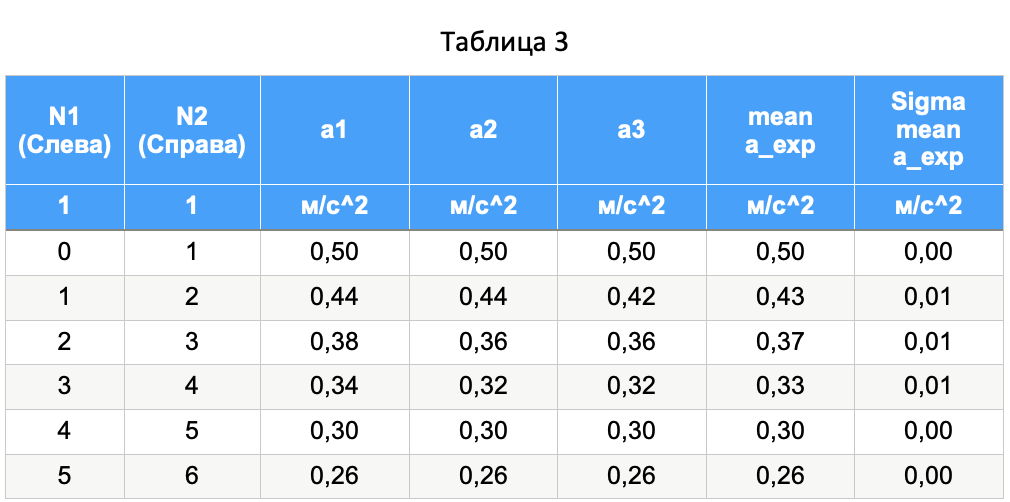 Таблица 3
N1 (Слева) N2 (Справа) a1 a2 a3 mean a_exp Sigma mean a_exp
1 1 м/с^2 м/с^2 м/с^2 м/с^2 м/с^2
0 1 0,50 0,50 0,50 0,50 0,00
1 2 0,44 0,44 0,42 0,43 0,01
2 3 0,38 0,36 0,36 0,37 0,01
3 4 0,34 0,32 0,32 0,33 0,01
4 5 0,30 0,30 0,30 0,30 0,00
5 6 0,26 0,26 0,26 0,26 0,00